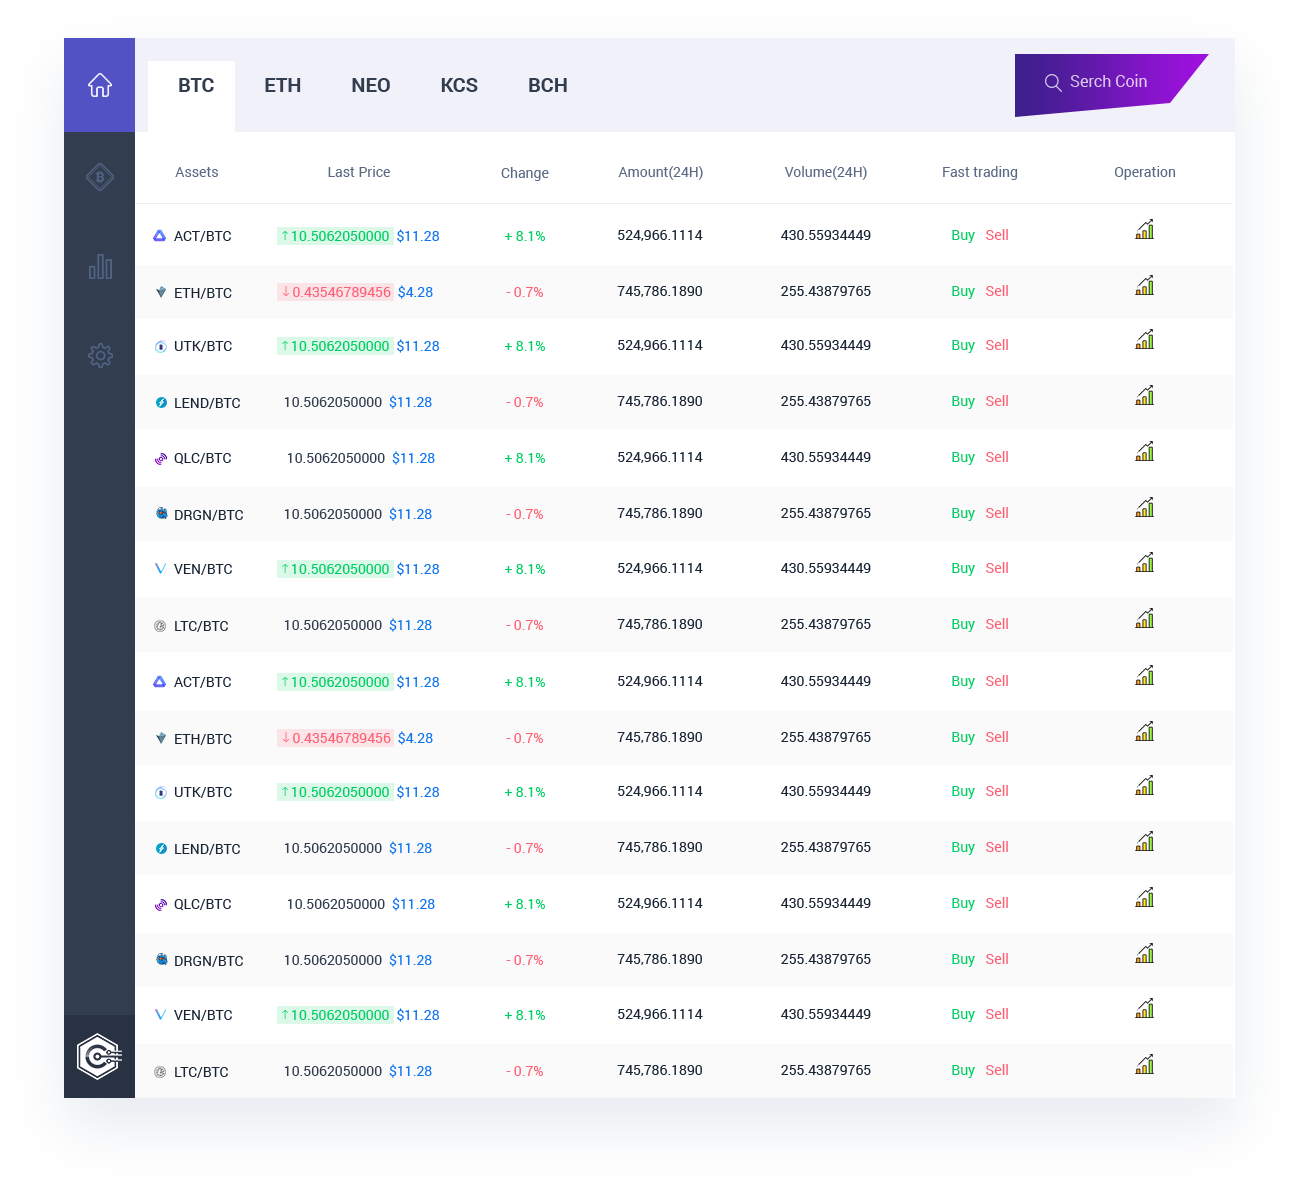 BTC ETH NEO KCS BCH Serch Coin
Assets Last Price Change Amount(24H) Volume(24H) Fast trading Operation
ACT/BTC ↑10.5062050000 $11.28 + 8.1% 524,966.1114 430.55934449 Buy Sell
ETH/BTC ↓0.43546789456 $4.28 - 0.7% 745,786.1890 255.43879765 Buy Sell
UTK/BTC ↑10.5062050000 $11.28 + 8.1% 524,966.1114 430.55934449 Buy Sell
LEND/BTC 10.5062050000 $11.28 - 0.7% 745,786.1890 255.43879765 Buy Sell
QLC/BTC 10.5062050000 $11.28 + 8.1% 524,966.1114 430.55934449 Buy Sell
DRGN/BTC 10.5062050000 $11.28 - 0.7% 745,786.1890 255.43879765 Buy Sell
VEN/BTC ↑10.5062050000 $11.28 + 8.1% 524,966.1114 430.55934449 Buy Sell
LTC/BTC 10.5062050000 $11.28 - 0.7% 745,786.1890 255.43879765 Buy Sell
ACT/BTC ↑10.5062050000 $11.28 + 8.1% 524,966.1114 430.55934449 Buy Sell
ETH/BTC ↓0.43546789456 $4.28 - 0.7% 745,786.1890 255.43879765 Buy Sell
UTK/BTC ↑10.5062050000 $11.28 + 8.1% 524,966.1114 430.55934449 Buy Sell
LEND/BTC 10.5062050000 $11.28 - 0.7% 745,786.1890 255.43879765 Buy Sell
QLC/BTC 10.5062050000 $11.28 + 8.1% 524,966.1114 430.55934449 Buy Sell
DRGN/BTC 10.5062050000 $11.28 - 0.7% 745,786.1890 255.43879765 Buy Sell
VEN/BTC ↑10.5062050000 $11.28 + 8.1% 524,966.1114 430.55934449 Buy Sell
LTC/BTC 10.5062050000 $11.28 - 0.7% 745,786.1890 255.43879765 Buy Sell